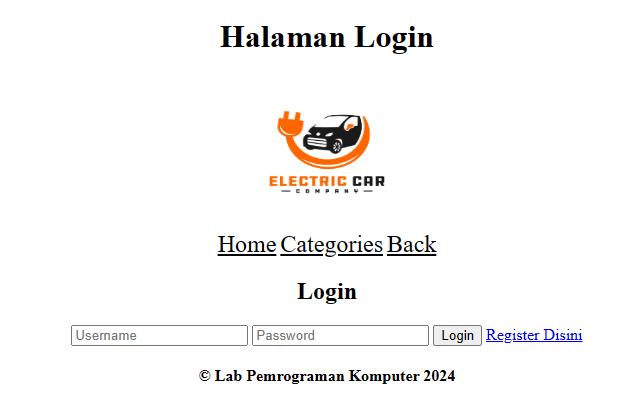 Halaman Login
ELECTRIC CAR
COMPANY
Home Categories Back
Login
Username Password Login Register Disini
© Lab Pemrograman Komputer 2024